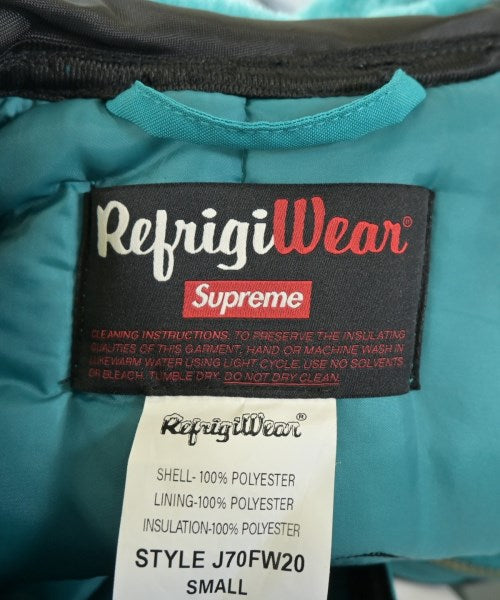 RefrigiWear®
Supreme
CLEANING INSTRUCTIONS. TO PRESERVE THE INSULATING
QUALITIES OF THIS GARMENT, HAND OR MACHINE WASH IN
LUKEWARM WATER USING LIGHT CYCLE. USE NO SOLVENTS
OR BLEACH. TUMBLE DRY. DO NOT DRY CLEAN.
RefrigiWear®
SHELL-100% POLYESTER
LINING-100% POLYESTER
INSULATION-100% POLYESTER
STYLE J70FW20
SMALL